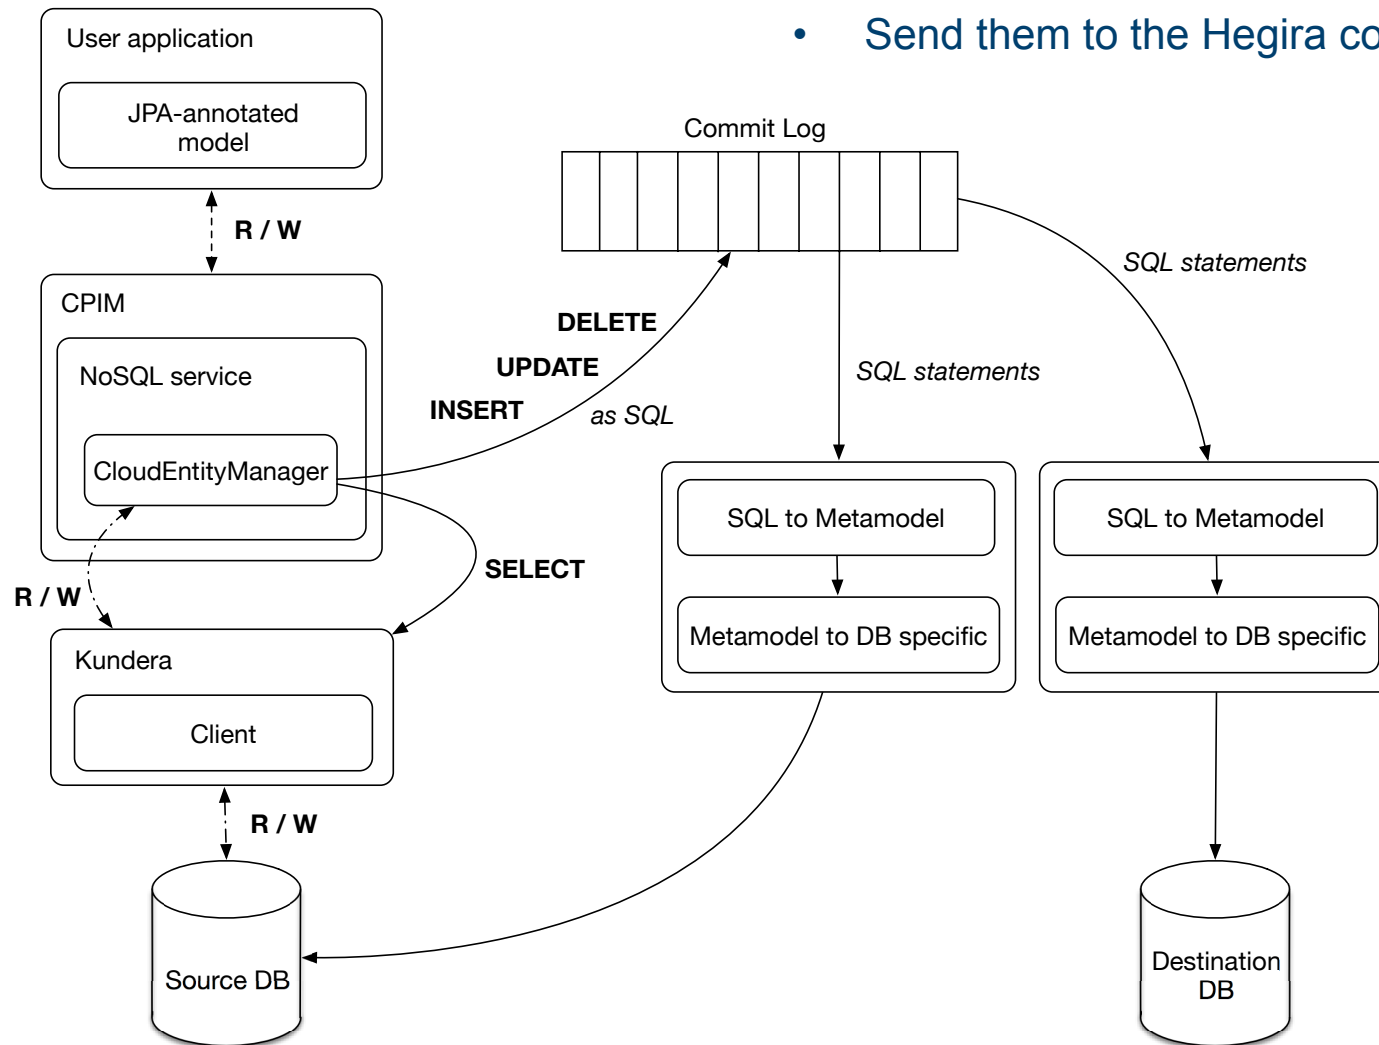 • Send them to the Hegira co
User application
JPA-annotated
model
Commit Log
R / W
SQL statements
CPIM
DELETE
NoSQL service
UPDATE
SQL statements
INSERT
as SQL
CloudEntityManager
SQL to Metamodel
SQL to Metamodel
SELECT
R / W
Metamodel to DB specific
Metamodel to DB specific
Kundera
Client
R / W
Source DB
Destination
DB